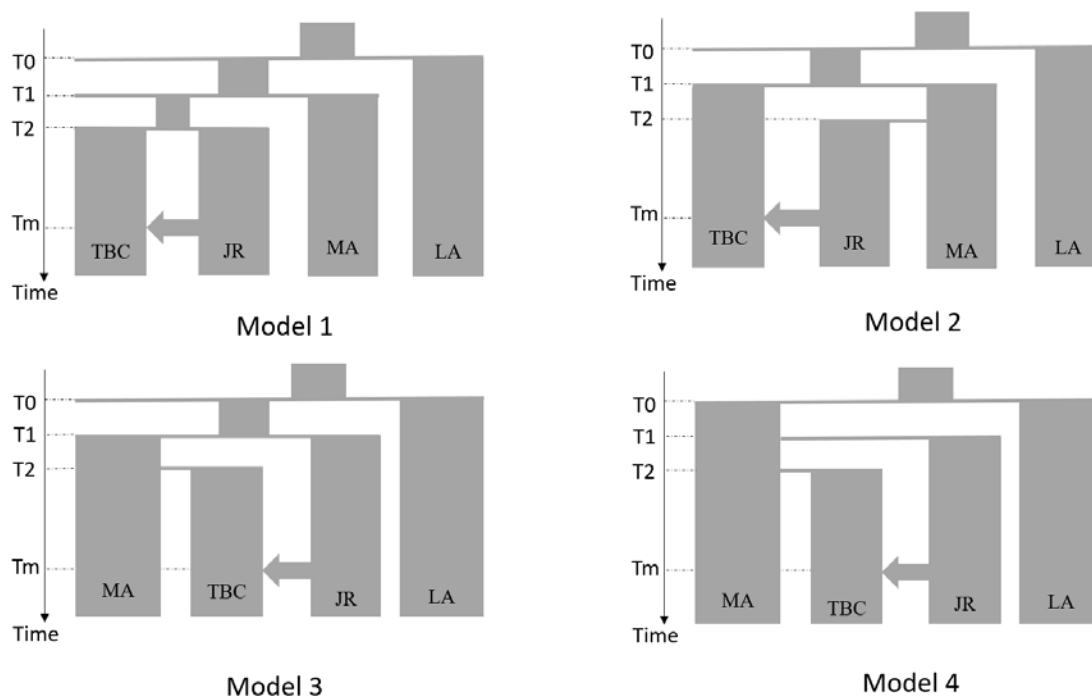 T0
T1
T2
Tm
Time
TBC
JR
MA
LA
Model 1
T0
T1
T2
Tm
Time
TBC
JR
MA
LA
Model 2
T0
T1
T2
Tm
Time
MA
TBC
JR
LA
Model 3
T0
T1
T2
Tm
Time
MA
TBC
JR
LA
Model 4